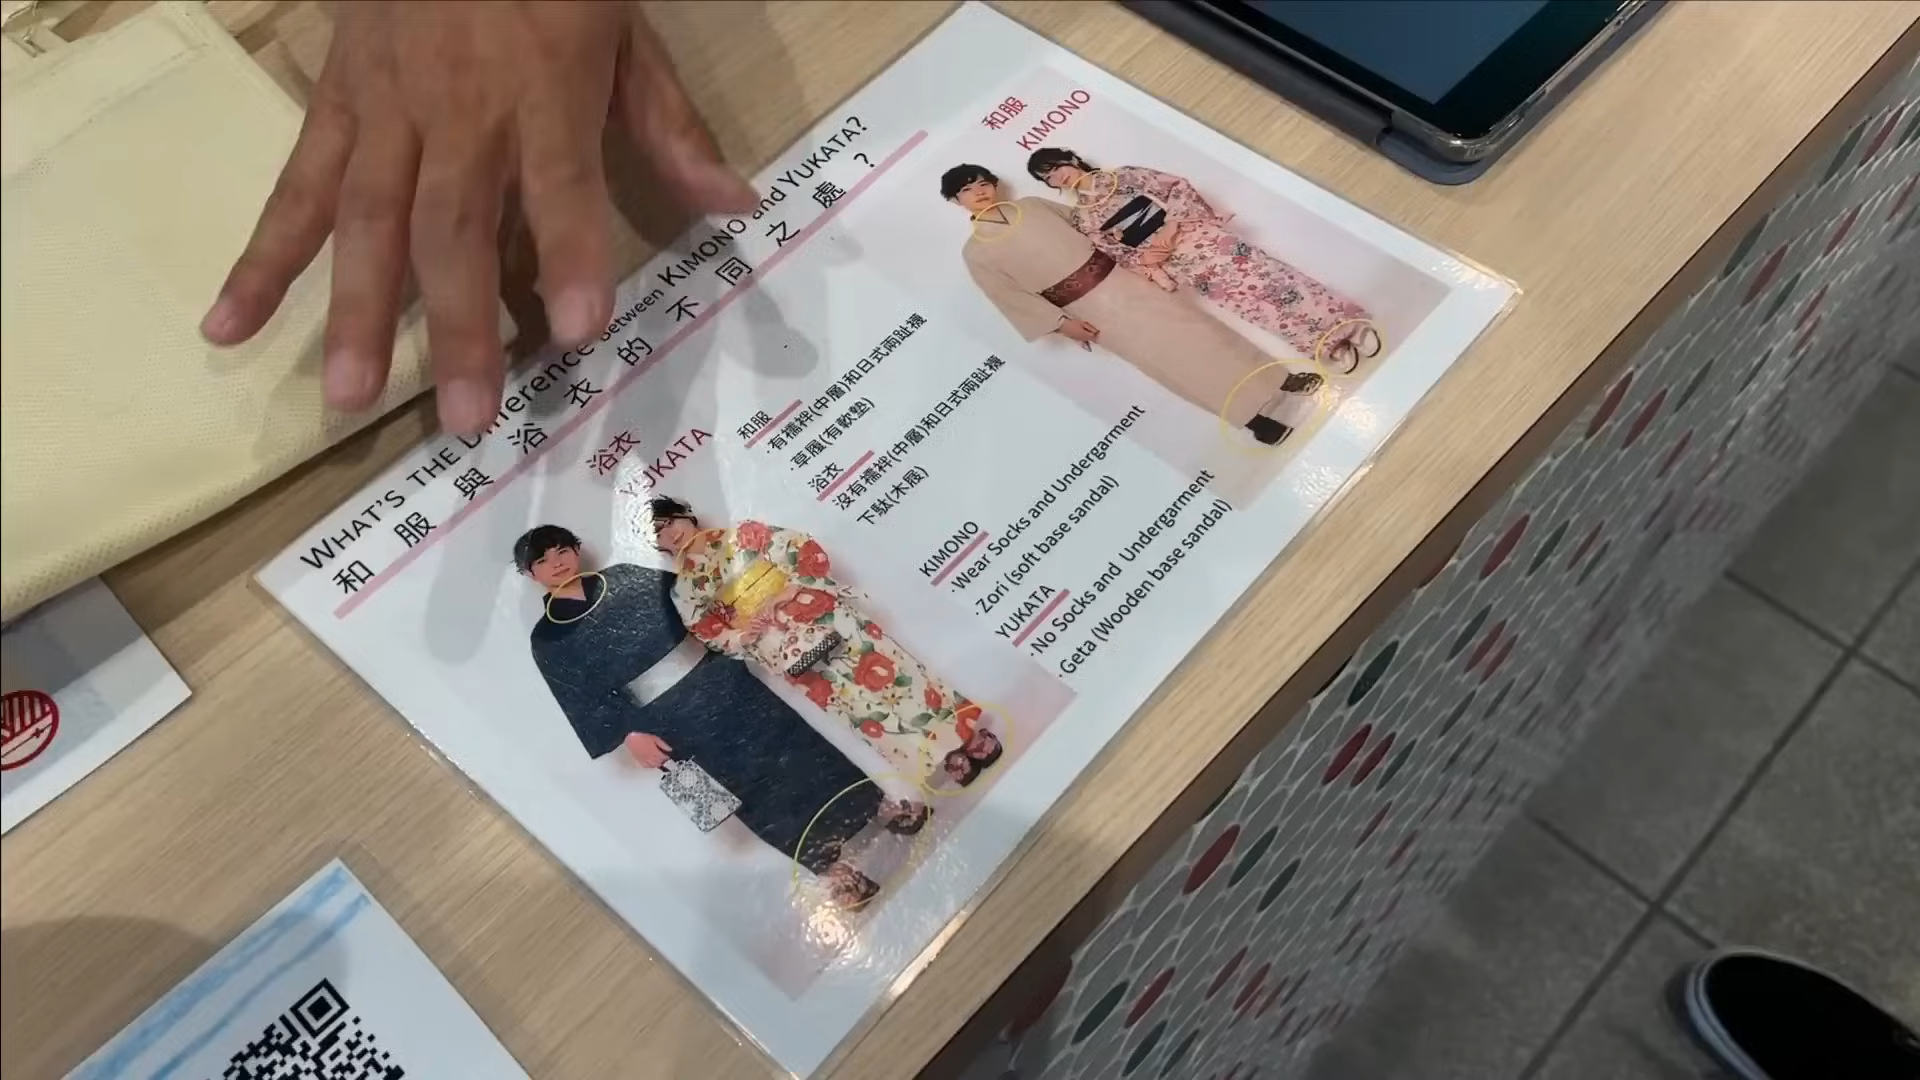 WHAT'S THE Difference Between KIMONO and YUKATA?
和服與浴衣的不同之處?
和服
KIMONO
浴衣
YUKATA
和服
·有襦袢(中層)和日式兩趾襪
·草履(有軟墊)
浴衣
沒有襦袢(中層)和日式兩趾襪
下駄(木屐)
KIMONO
·Wear Socks and Undergarment
·Zori (soft base sandal)
YUKATA
·No Socks and Undergarment
·Geta (Wooden base sandal)